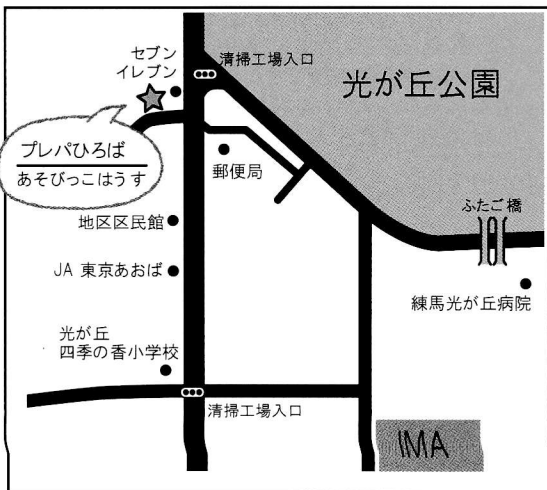 セブン
イレブン
清掃工場入口
光が丘公園
プレパひろば
あそびっこはうす
郵便局
ふたご橋
地区区民館
JA 東京あおば
練馬光が丘病院
光が丘
四季の香小学校
清掃工場入口
IMA